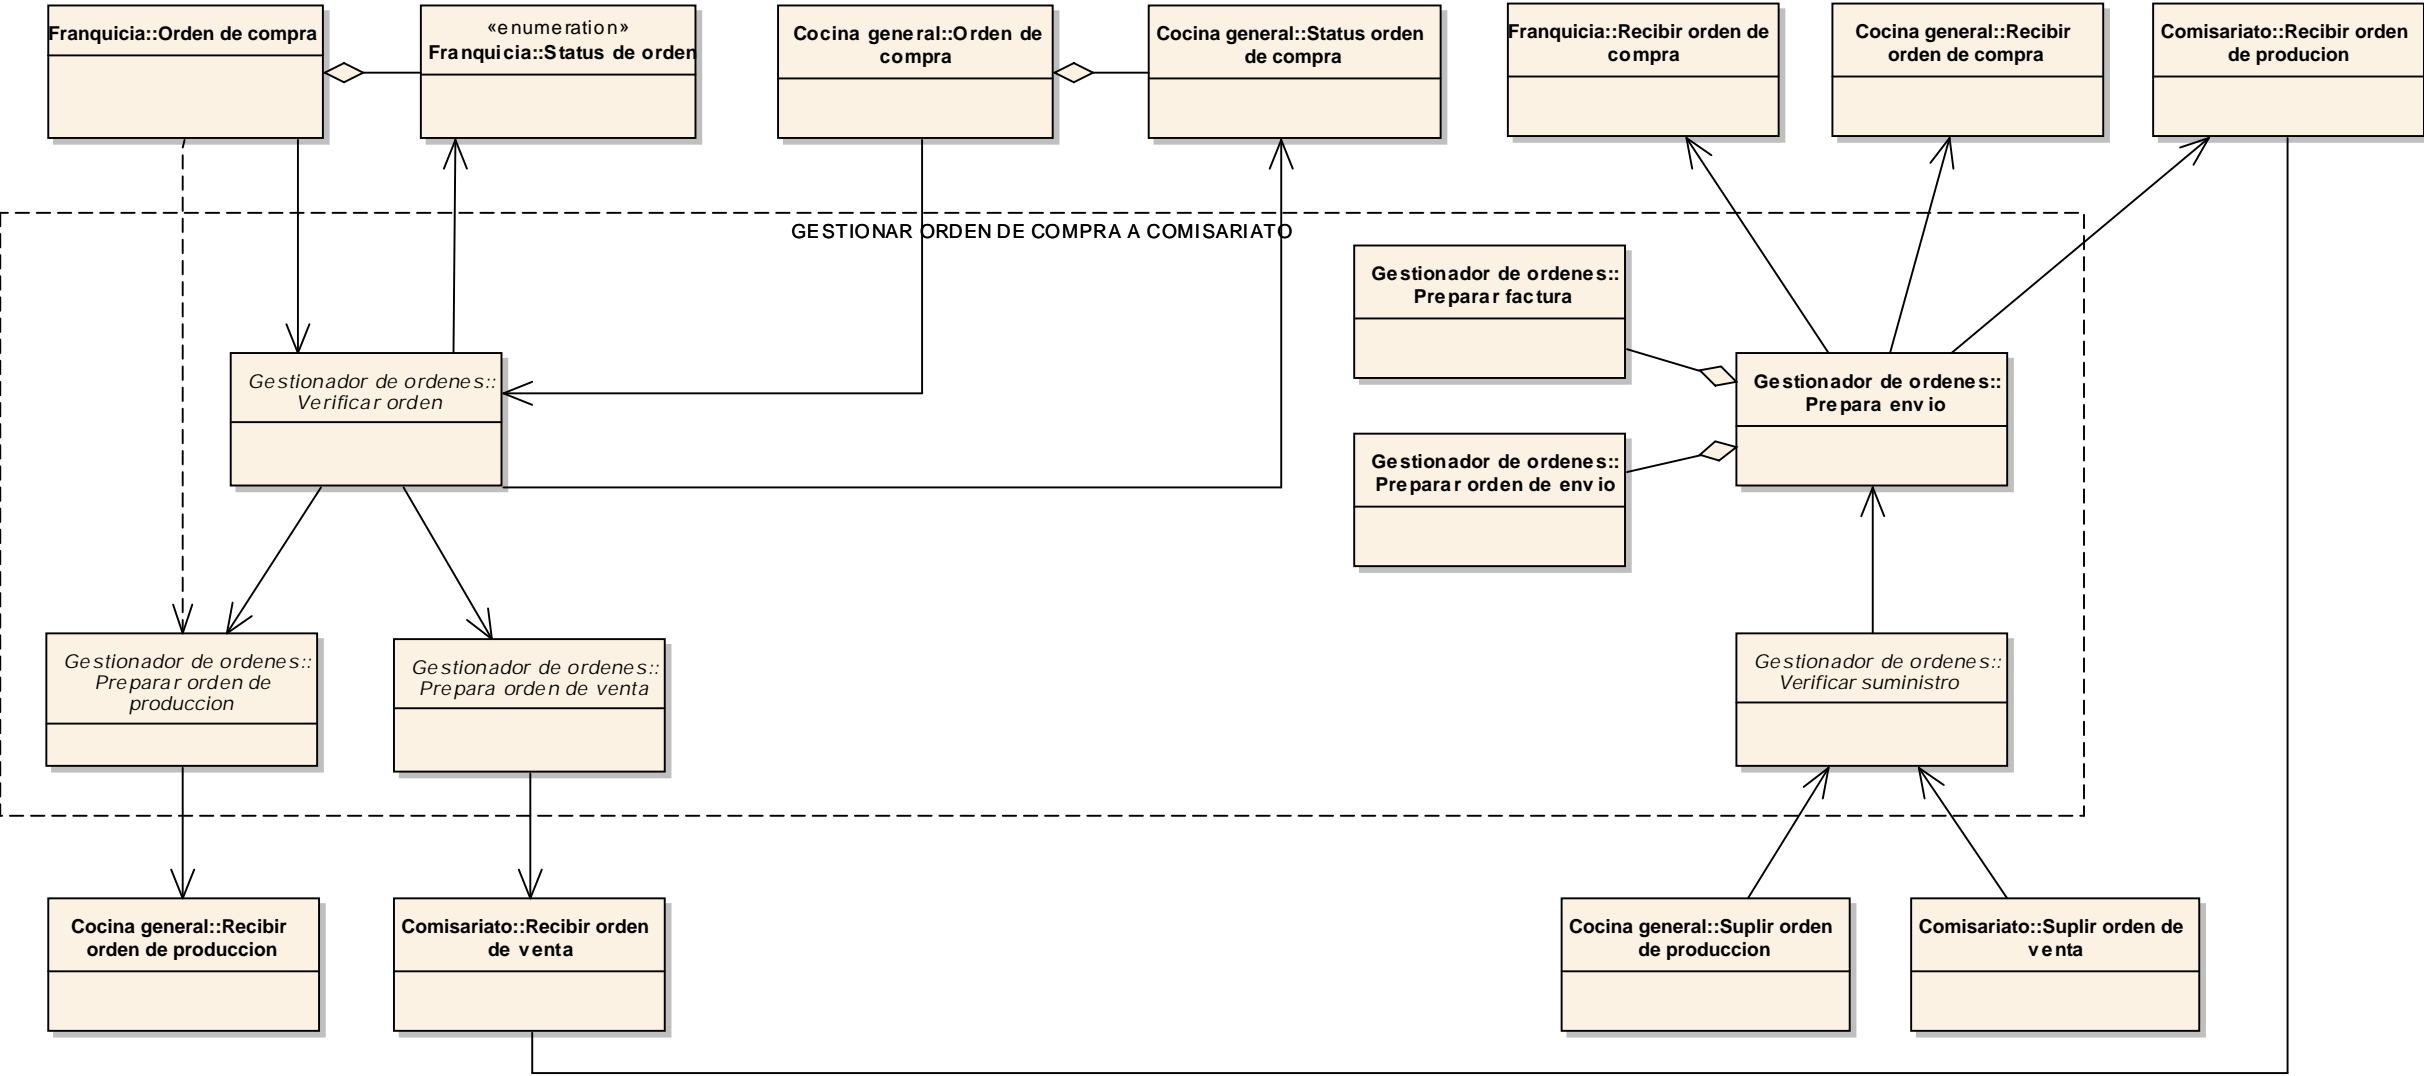 Franquicia::Orden de compra
«enumeration»
Franquicia::Status de orden
Cocina general::Orden de
compra
Cocina general::Status orden
de compra
Franquicia::Recibir orden de
compra
Cocina general::Recibir
orden de compra
Comisariato::Recibir orden
de producion
GESTIONAR ORDEN DE COMPRA A COMISARIATO
Gestionador de ordenes::
Preparar factura
Gestionador de ordenes::
Verificar orden
Gestionador de ordenes::
Prepara envio
Gestionador de ordenes::
Preparar orden de envio
Gestionador de ordenes::
Preparar orden de
produccion
Gestionador de ordenes::
Prepara orden de venta
Gestionador de ordenes::
Verificar suministro
Cocina general::Recibir
orden de produccion
Comisariato::Recibir orden
de venta
Cocina general::Suplir orden
de produccion
Comisariato::Suplir orden de
venta